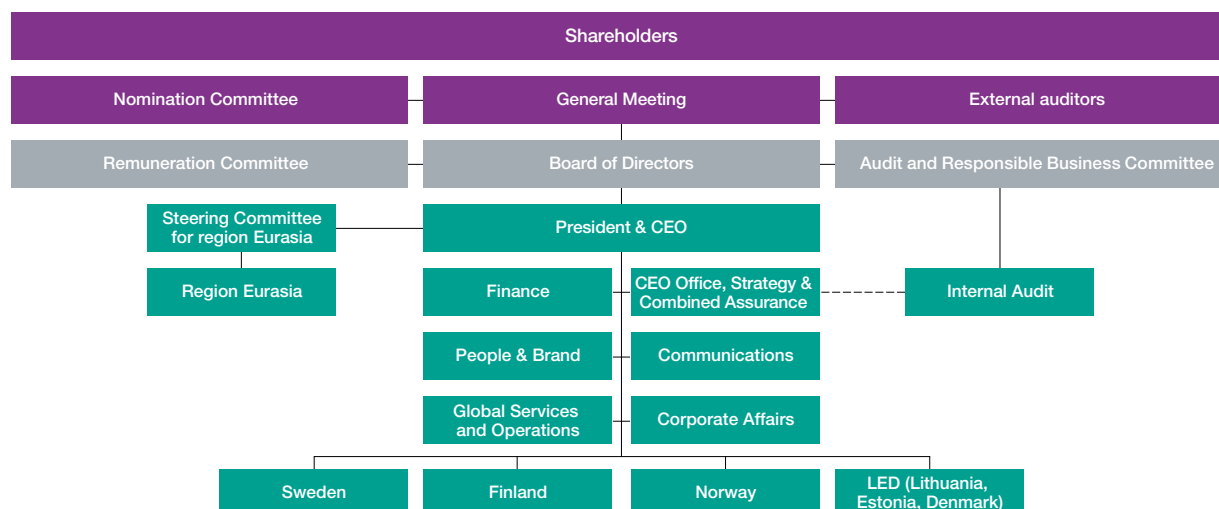 Shareholders
Nomination Committee
General Meeting
External auditors
Remuneration Committee
Board of Directors
Audit and Responsible Business Committee
Steering Committee
for region Eurasia
President & CEO
Region Eurasia
Finance
CEO Office, Strategy &
Combined Assurance
Internal Audit
People & Brand
Communications
Global Services
and Operations
Corporate Affairs
Sweden
Finland
Norway
LED (Lithuania,
Estonia, Denmark)